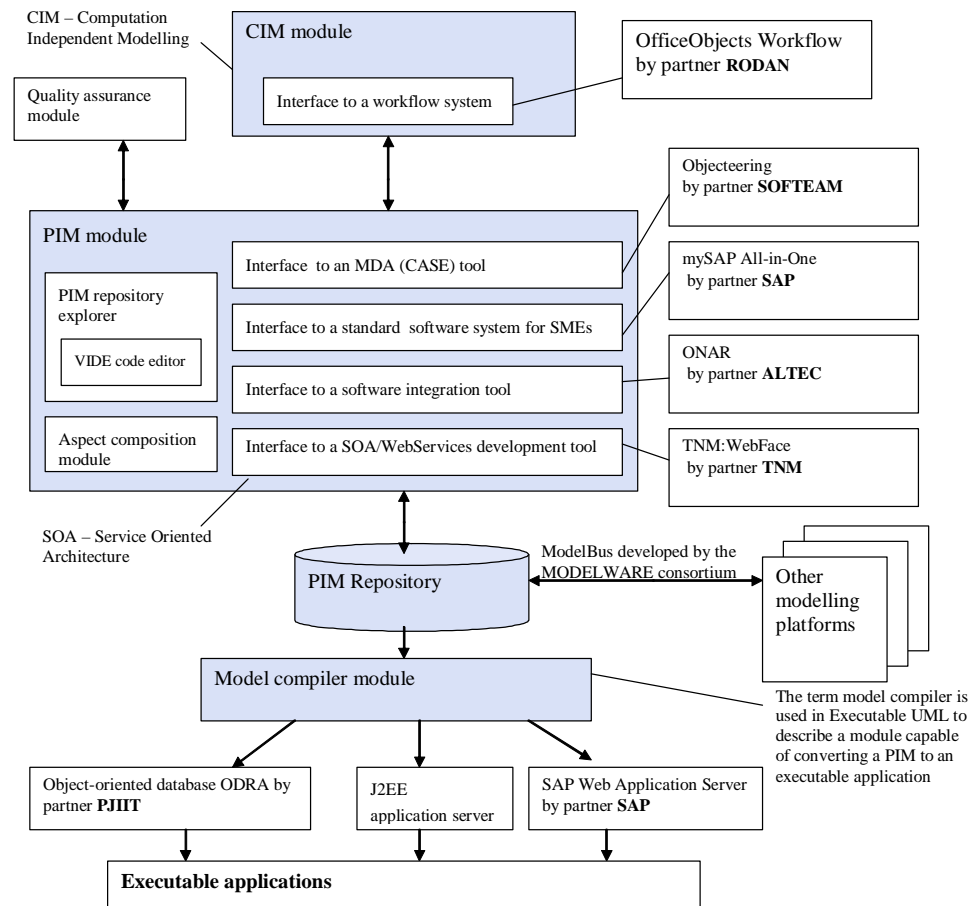 CIM – Computation
Independent Modelling
CIM module
Interface to a workflow system
OfficeObjects Workflow
by partner RODAN
Quality assurance
module
Objecteering
by partner SOFTEAM
PIM module
PIM repository
explorer
VIDE code editor
Aspect composition
module
Interface to an MDA (CASE) tool
Interface to a standard software system for SMEs
Interface to a software integration tool
Interface to a SOA/WebServices development tool
mySAP All-in-One
by partner SAP
ONAR
by partner ALTEC
TNM:WebFace
by partner TNM
SOA – Service Oriented
Architecture
PIM Repository
ModelBus developed by the
MODELWARE consortium
Other
modelling
platforms
Model compiler module
The term model compiler is
used in Executable UML to
describe a module capable
of converting a PIM to an
executable application
Object-oriented database ODRA by
partner PJIIT
J2EE
application server
SAP Web Application Server
by partner SAP
Executable applications